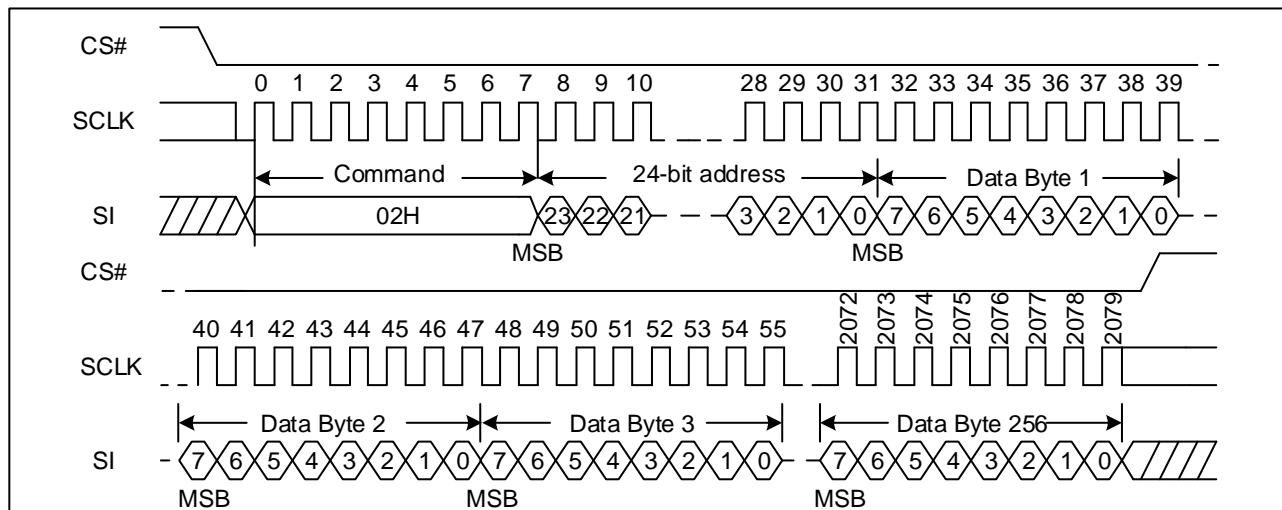 CS#
0 1 2 3 4 5 6 7 8 9 10 28 29 30 31 32 33 34 35 36 37 38 39
SCLK
Command 24-bit address Data Byte 1
SI 02H 23 22 21 3 2 1 0 7 6 5 4 3 2 1 0
MSB MSB
CS#
40 41 42 43 44 45 46 47 48 49 50 51 52 53 54 55 2072 2073 2074 2075 2076 2077 2078 2079
SCLK
Data Byte 2 Data Byte 3 Data Byte 256
SI 7 6 5 4 3 2 1 0 7 6 5 4 3 2 1 0 7 6 5 4 3 2 1 0
MSB MSB MSB